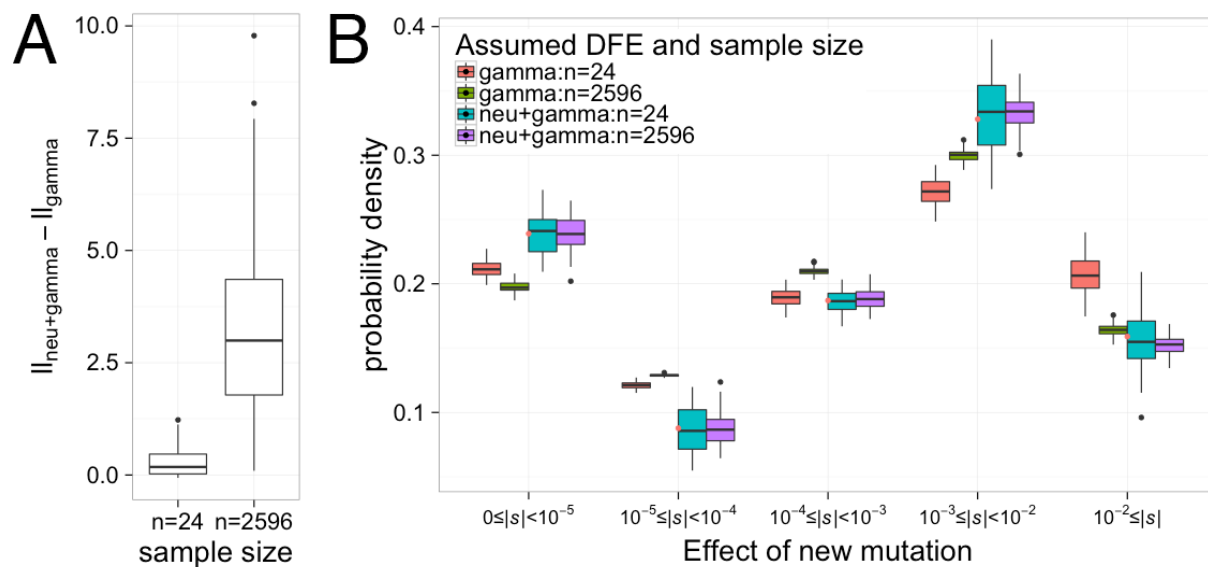 A
10.0
7.5
5.0
2.5
0.0
ll_neu+gamma − ll_gamma
n=24
n=2596
sample size
B
0.4
0.3
0.2
0.1
probability density
Assumed DFE and sample size
gamma:n=24
gamma:n=2596
neu+gamma:n=24
neu+gamma:n=2596
0≤|s|<10⁻⁵
10⁻⁵≤|s|<10⁻⁴
10⁻⁴≤|s|<10⁻³
10⁻³≤|s|<10⁻²
10⁻²≤|s|
Effect of new mutation